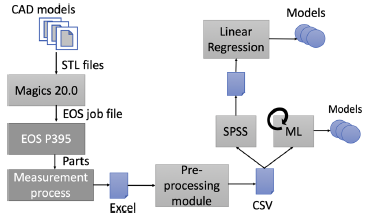 CAD models
STL files
Magics 20.0
EOS job file
EOS P395
Parts
Measurement
process
Excel
Pre-
processing
module
CSV
SPSS
ML
Models
Linear
Regression
Models